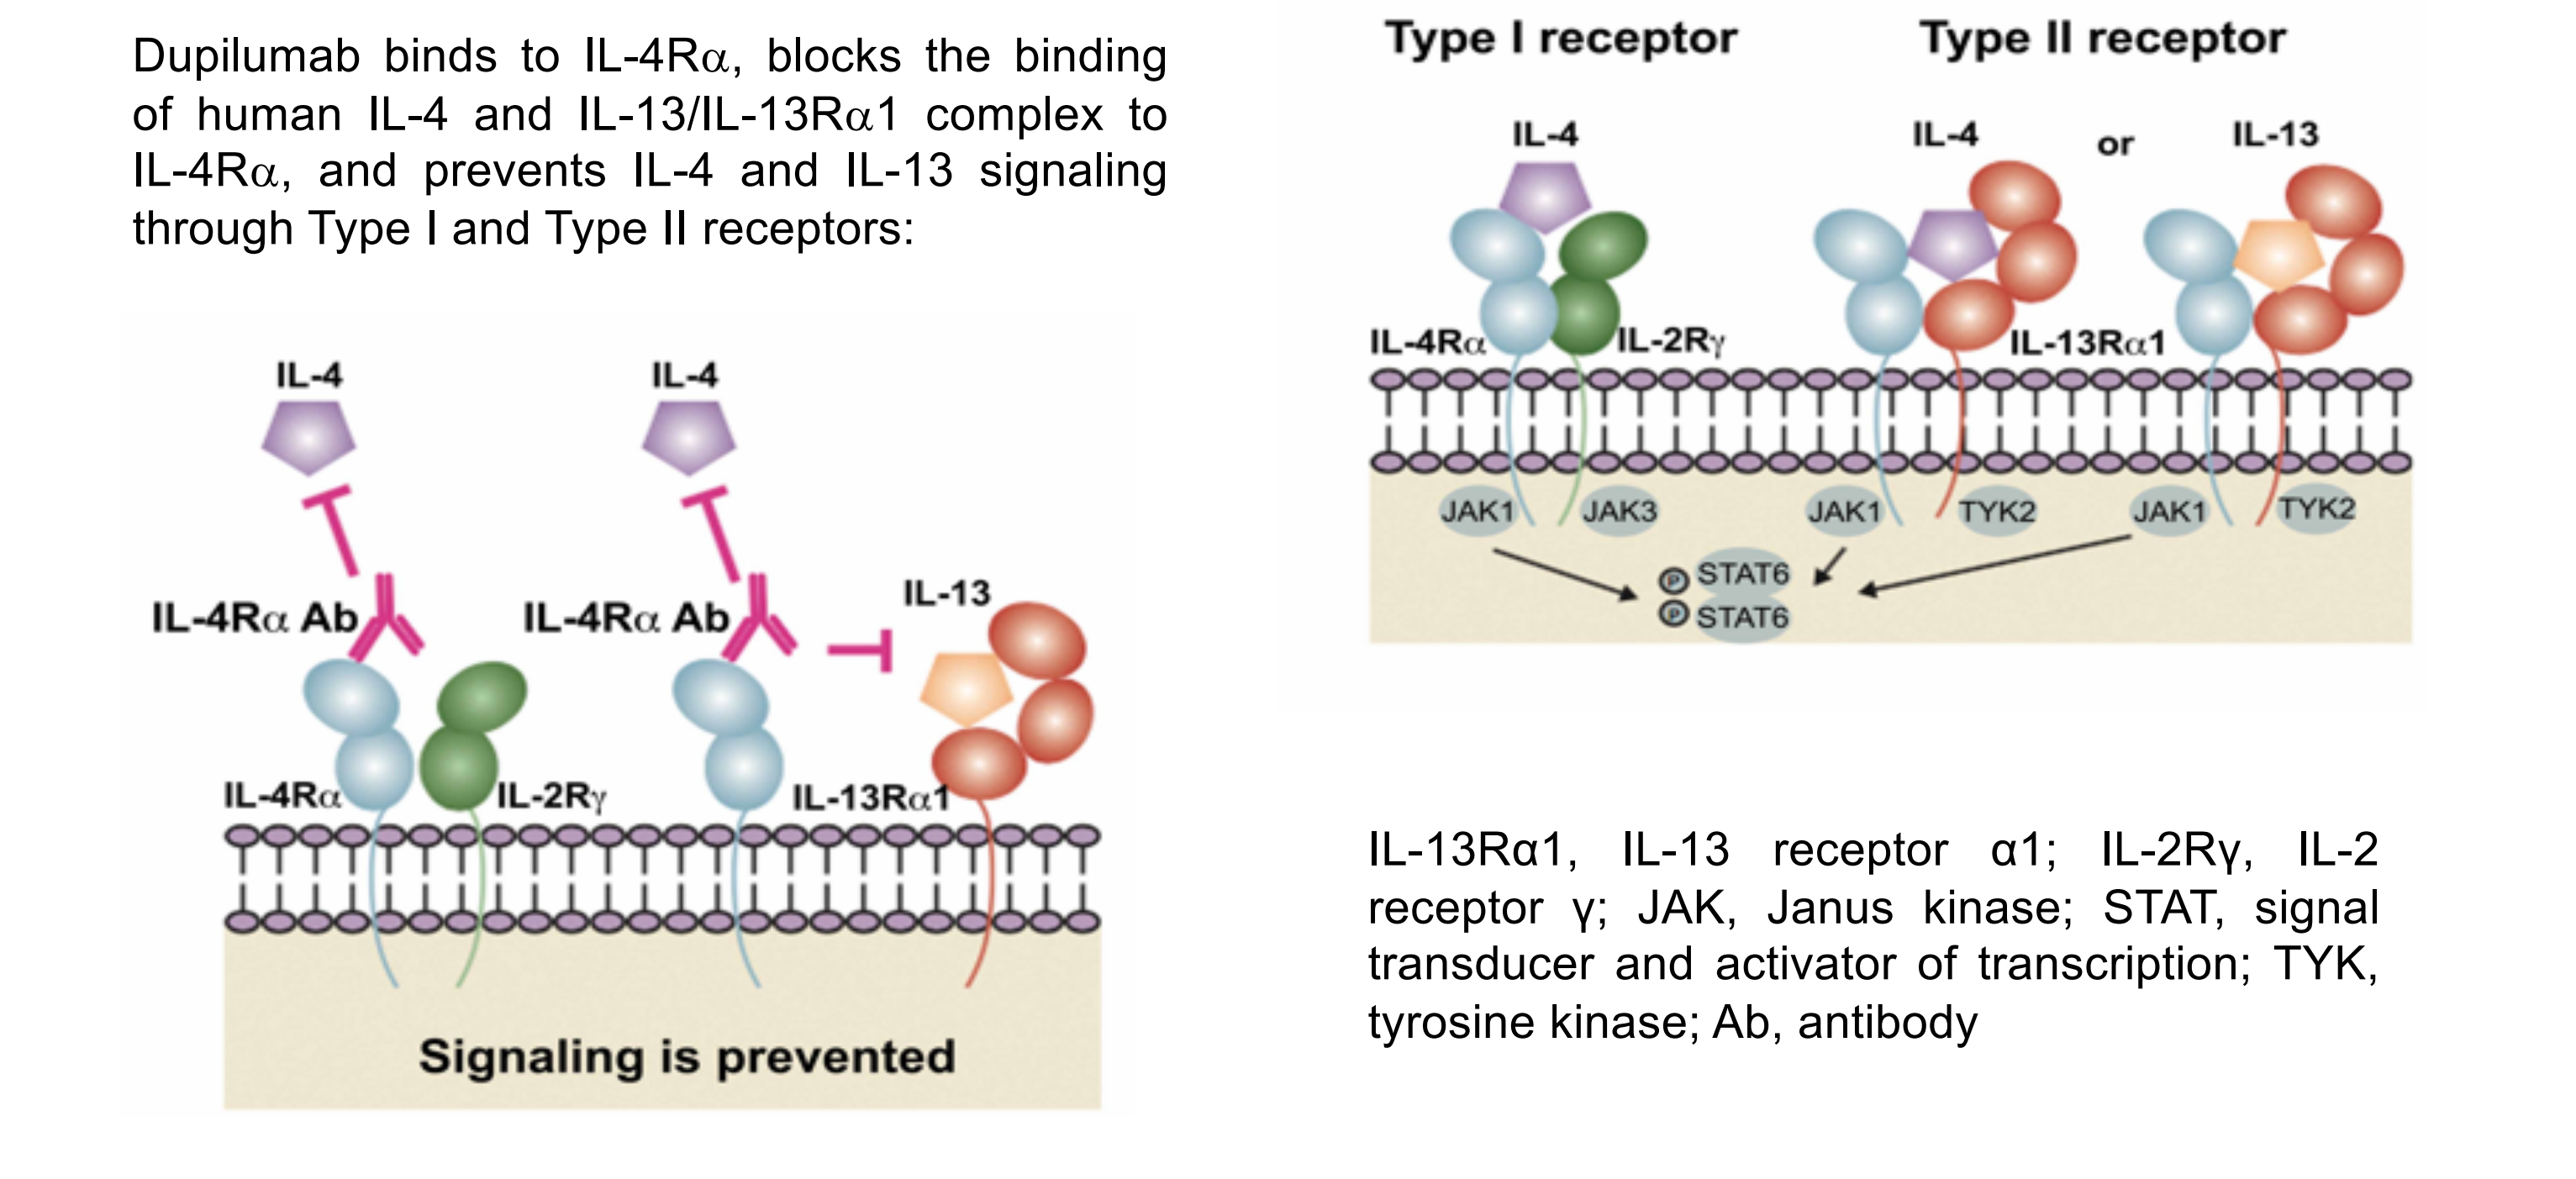 Dupilumab binds to IL-4Rα, blocks the binding
of human IL-4 and IL-13/IL-13Rα1 complex to
IL-4Rα, and prevents IL-4 and IL-13 signaling
through Type I and Type II receptors:
IL-4
IL-4
IL-13
IL-4Rα Ab
IL-4Rα Ab
IL-4Rα
IL-2Rγ
IL-13Rα1
Signaling is prevented
Type I receptor
Type II receptor
IL-4
IL-4
or
IL-13
IL-4Rα
IL-2Rγ
IL-13Rα1
JAK1
JAK3
JAK1
TYK2
JAK1
TYK2
P STAT6
P STAT6
IL-13Rα1, IL-13 receptor α1; IL-2Rγ, IL-2
receptor γ; JAK, Janus kinase; STAT, signal
transducer and activator of transcription; TYK,
tyrosine kinase; Ab, antibody